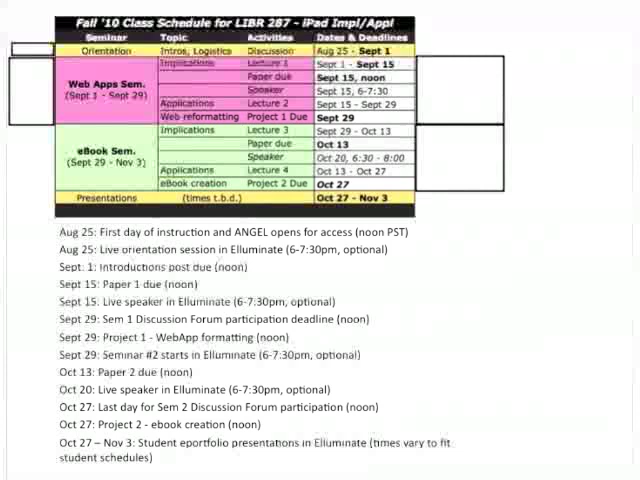 Fall '10 Class Schedule for LIBR 287 - iPad Impl/Appl
Seminar Topic Activities Dates & Deadlines
Orientation Intros, Logistics Discussion Aug 25 - Sept 1
Implications Lecture 1 Sept 1 - Sept 15
Paper due Sept 15, noon
Web Apps Sem. Speaker Sept 15, 6-7:30
(Sept 1 - Sept 29) Applications Lecture 2 Sept 15 - Sept 29
Web reformatting Project 1 Due Sept 29
Implications Lecture 3 Sept 29 - Oct 13
Paper due Oct 13
eBook Sem. Speaker Oct 20, 6:30 - 8:00
(Sept 29 - Nov 3) Applications Lecture 4 Oct 13 - Oct 27
eBook creation Project 2 Due Oct 27
Presentations (times t.b.d.) Oct 27 - Nov 3
Aug 25: First day of instruction and ANGEL opens for access (noon PST)
Aug 25: Live orientation session in Elluminate (6-7:30pm, optional)
Sept. 1: Introductions post due (noon)
Sept 15: Paper 1 due (noon)
Sept 15: Live speaker in Elluminate (6-7:30pm, optional)
Sept 29: Sem 1 Discussion Forum participation deadline (noon)
Sept 29: Project 1 - WebApp formatting (noon)
Sept 29: Seminar #2 starts in Elluminate (6-7:30pm, optional)
Oct 13: Paper 2 due (noon)
Oct 20: Live speaker in Elluminate (6-7:30pm, optional)
Oct 27: Last day for Sem 2 Discussion Forum participation (noon)
Oct 27: Project 2 - ebook creation (noon)
Oct 27 – Nov 3: Student eportfolio presentations in Elluminate (times vary to fit
student schedules)